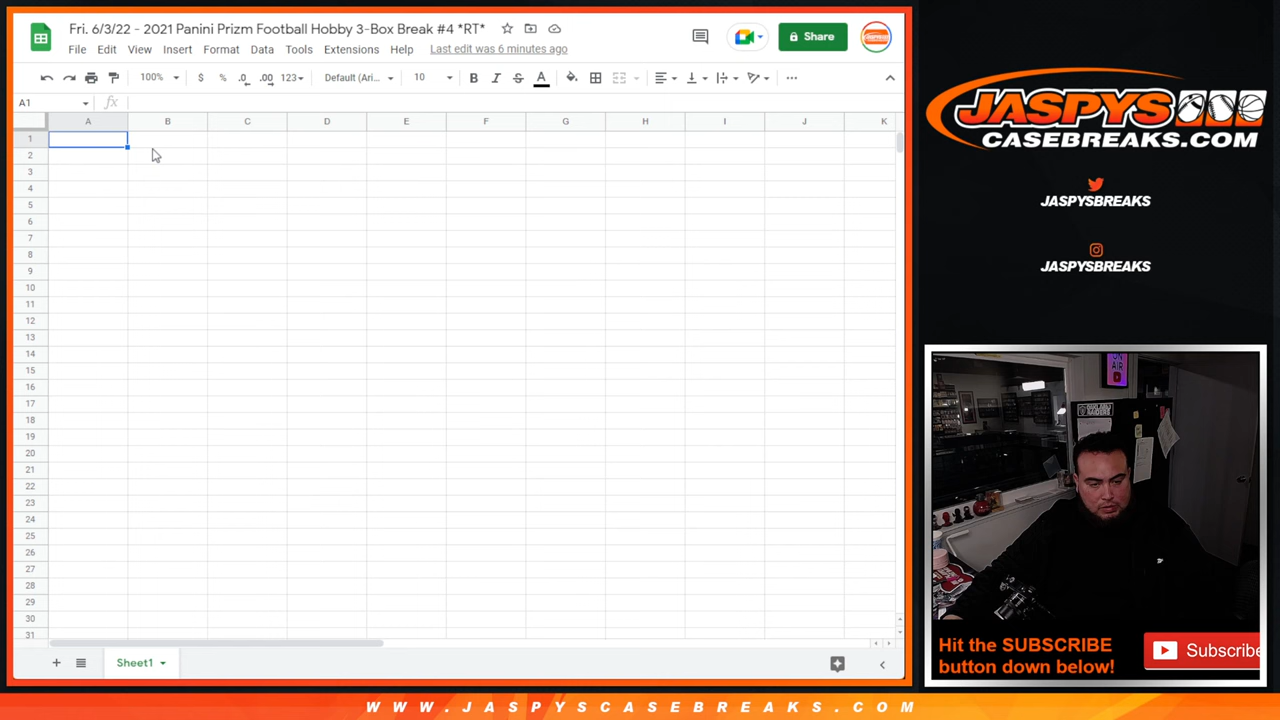 Fri. 6/3/22 - 2021 Panini Prizm Football Hobby 3-Box Break #4 *RT*
File Edit View Insert Format Data Tools Extensions Help Last edit was 6 minutes ago
Share
100% $ % .0 .00 123 Default (Ari... 10 B I S A
A1 fx
A B C D E F G H I J K
1
2
3
4
5
6
7
8
9
10
11
12
13
14
15
16
17
18
19
20
21
22
23
24
25
26
27
28
29
30
31
Sheet1
JASPYS
CASEBREAKS.COM
JASPYSBREAKS
JASPYSBREAKS
ON AIR
OAKLAND RAIDERS
Hit the SUBSCRIBE
button down below!
Subscribe
WWW.JASPYSCASEBREAKS.COM